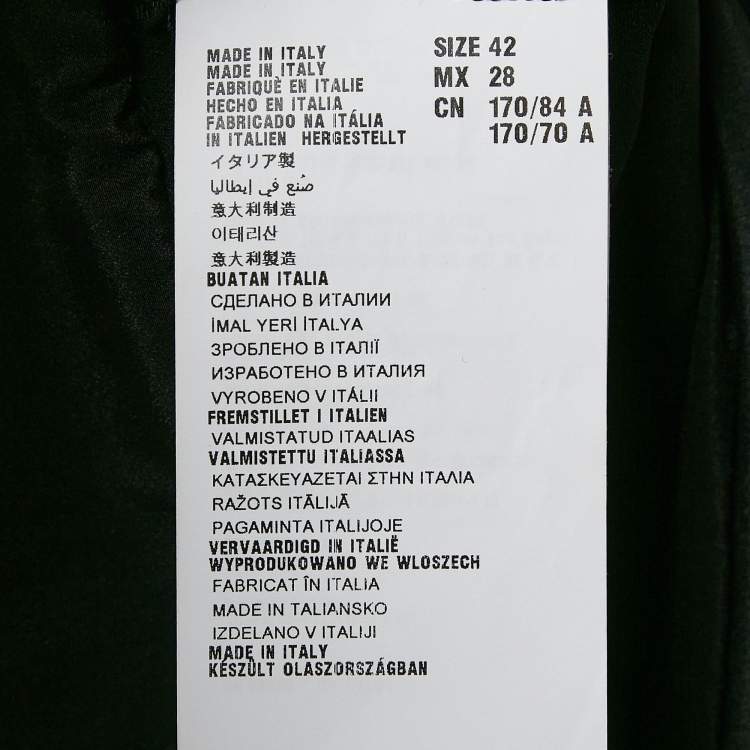 MADE IN ITALY
MADE IN ITALY
FABRIQUÈ EN ITALIE
HECHO EN ITALIA
FABRICADO NA ITÁLIA
IN ITALIEN HERGESTELLT
イタリア製
صُنع في إيطاليا
意大利制造
이태리산
意大利製造
BUATAN ITALIA
СДЕЛАНО В ИТАЛИИ
İMAL YERİ İTALYA
ЗРОБЛЕНО В ІТАЛІЇ
ИЗРАБОТЕНО В ИТАЛИЯ
VYROBENO V ITÁLII
FREMSTILLET I ITALIEN
VALMISTATUD ITAALIAS
VALMISTETTU ITALIASSA
ΚΑΤΑΣΚΕΥΑΖΕΤΑΙ ΣΤΗΝ ΙΤΑΛΙΑ
RAŽOTS ITĀLIJĀ
PAGAMINTA ITALIJOJE
VERVAARDIGD IN ITALIË
WYPRODUKOWANO WE WLOSZECH
FABRICAT ÎN ITALIA
MADE IN TALIANSKO
IZDELANO V ITALIJI
MADE IN ITALY
KÉSZÜLT OLASZORSZÁGBAN
SIZE 42
MX 28
CN 170/84 A
170/70 A